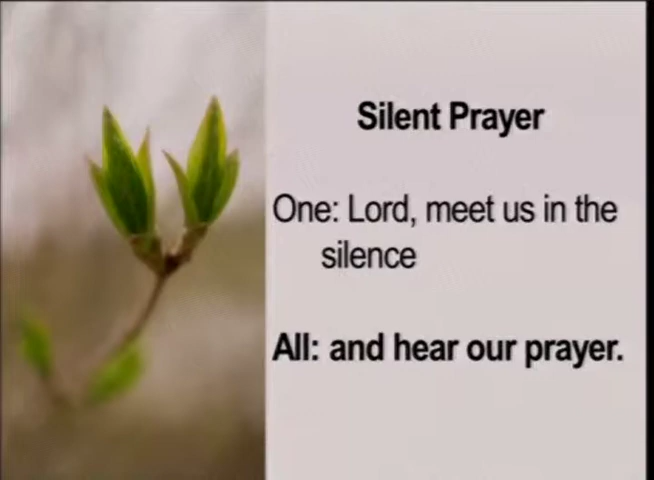 Silent Prayer
One: Lord, meet us in the
silence
All: and hear our prayer.